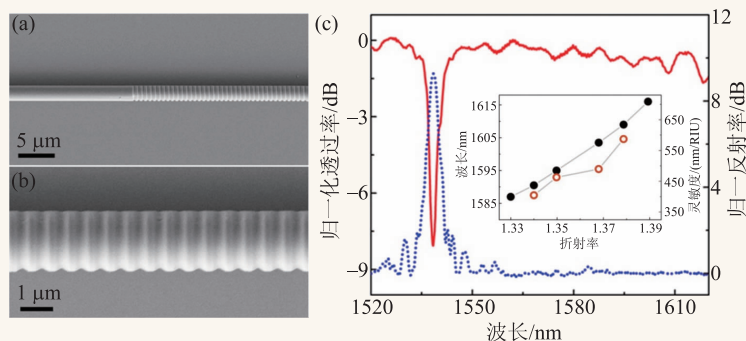 (a)
5 μm
(b)
1 μm
(c)
归一化透过率/dB
0
−3
−6
−9
1520
1550
1580
1610
波长/nm
12
8
4
0
归一反射率/dB
波长/nm
1615
1605
1595
1585
1.33
1.35
1.37
1.39
折射率
650
550
450
350
灵敏度/(nm/RIU)